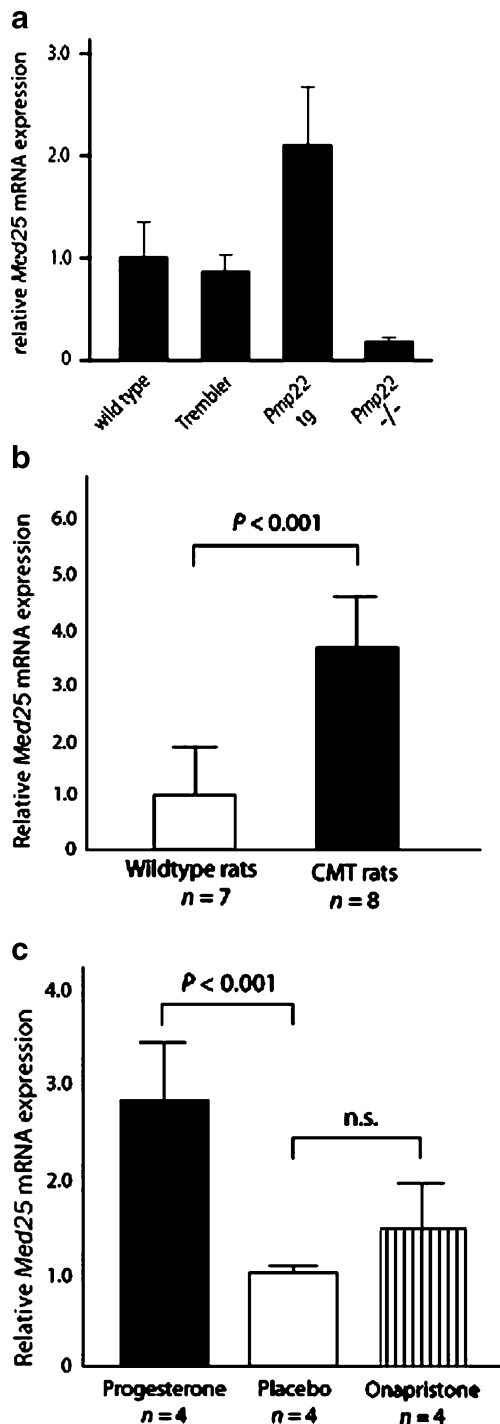 a
relative Med25 mRNA expression
3.0
2.0
1.0
0
wild type
Trembler
Pmp22
tg
Pmp22
-/-
b
Relative Med25 mRNA expression
6.0
5.0
4.0
3.0
2.0
1.0
0
P < 0.001
Wildtype rats
n = 7
CMT rats
n = 8
c
Relative Med25 mRNA expression
4.0
3.0
2.0
1.0
0
P < 0.001
n.s.
Progesterone
n = 4
Placebo
n = 4
Onapristone
n = 4